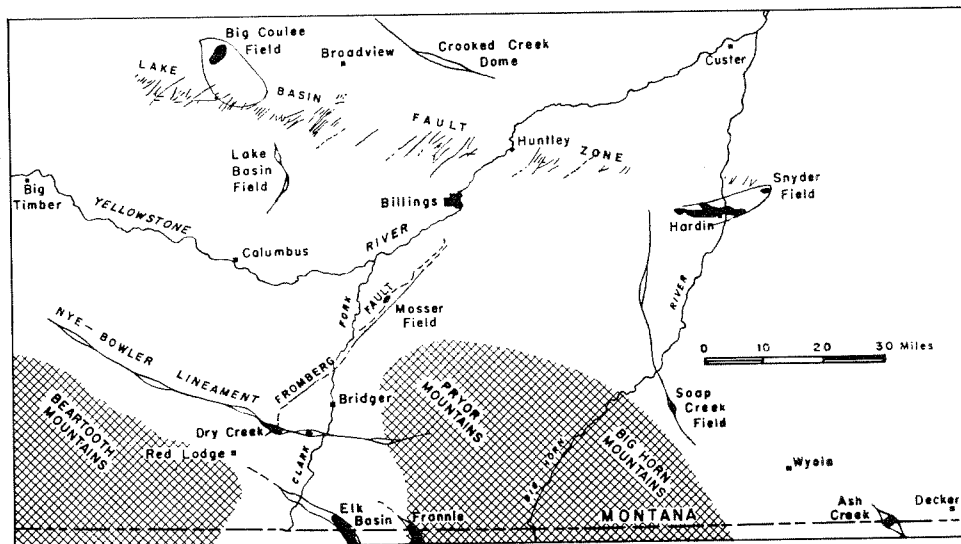 Big Coulee
Field
Broadview
Crooked Creek
Dome
Custer
LAKE BASIN FAULT ZONE
Huntley
Lake
Basin
Field
Big
Timber
Billings
Snyder
Field
Hardin
YELLOWSTONE RIVER
Columbus
RIVER
FAULT
Mosser
Field
FORK
NYE-BOWLER LINEAMENT
FROMBERG
0 10 20 30 Miles
BEARTOOTH
MOUNTAINS
Bridger
PRYOR
MOUNTAINS
Soap
Creek
Field
Dry Creek
Red Lodge
CLARK
BIG HORN
MOUNTAINS
BIG HORN
Wyola
Elk
Basin
Frannie
MONTANA
Ash
Creek
Decker